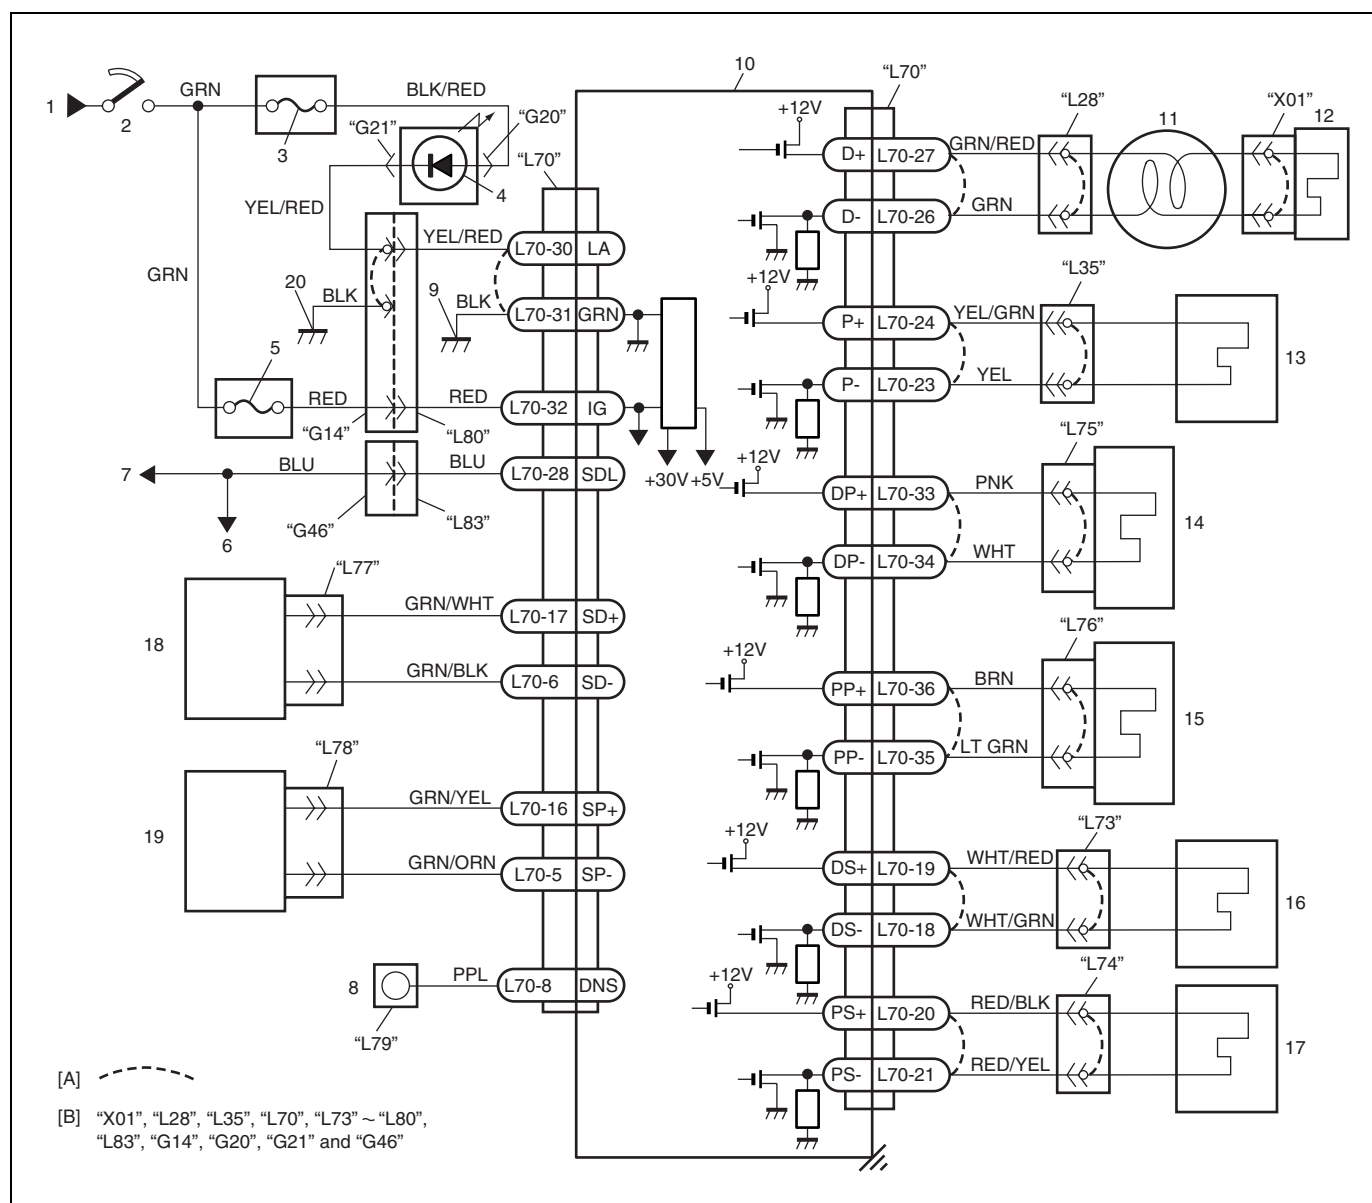 10
"L70"
1
2
GRN
3
BLK/RED
"G21"
"G20"
4
"L70"
YEL/RED
YEL/RED
L70-30 LA
GRN
20
BLK
9
BLK
L70-31 GRN
5
RED
"G14"
RED
"L80"
L70-32 IG
+30V +5V
7
BLU
BLU
L70-28 SDL
6
"G46"
"L83"
"L77"
18
GRN/WHT
L70-17 SD+
GRN/BLK
L70-6 SD-
"L78"
19
GRN/YEL
L70-16 SP+
GRN/ORN
L70-5 SP-
8
PPL
L70-8 DNS
"L79"
+12V
D+ L70-27
GRN/RED
"L28"
11
"X01"
12
D- L70-26
GRN
+12V
P+ L70-24
YEL/GRN
"L35"
13
P- L70-23
YEL
+12V
DP+ L70-33
PNK
"L75"
14
DP- L70-34
WHT
+12V
PP+ L70-36
BRN
"L76"
15
PP- L70-35
LT GRN
+12V
DS+ L70-19
WHT/RED
"L73"
16
DS- L70-18
WHT/GRN
+12V
PS+ L70-20
RED/BLK
"L74"
17
PS- L70-21
RED/YEL
[A]
[B] "X01", "L28", "L35", "L70", "L73" ~ "L80",
"L83", "G14", "G20", "G21" and "G46"